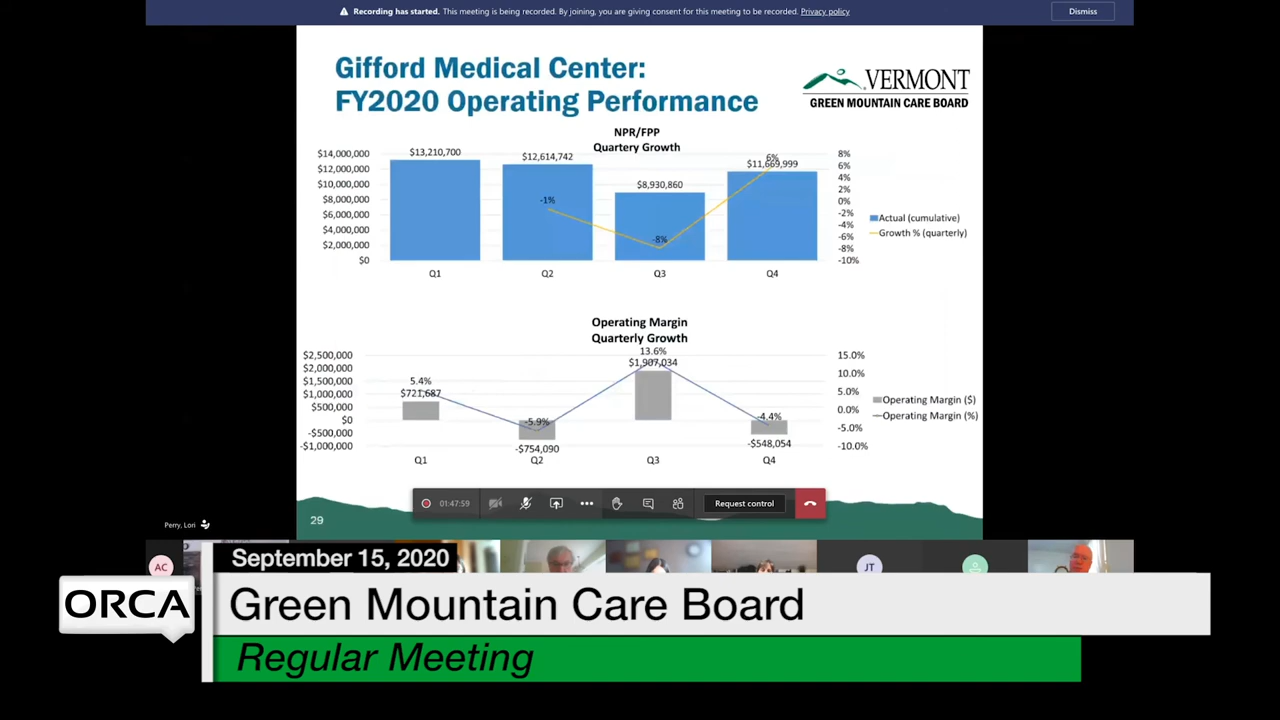 Recording has started. This meeting is being recorded. By joining, you are giving consent for this meeting to be recorded. Privacy policy
Dismiss
Gifford Medical Center:
FY2020 Operating Performance
VERMONT
GREEN MOUNTAIN CARE BOARD
NPR/FPP
Quartery Growth
$14,000,000
$12,000,000
$10,000,000
$8,000,000
$6,000,000
$4,000,000
$2,000,000
$0
$13,210,700
$12,614,742
$8,930,860
$11,669,999
-1%
-8%
6%
8%
6%
4%
2%
0%
-2%
-4%
-6%
-8%
-10%
Q1
Q2
Q3
Q4
Actual (cumulative)
Growth % (quarterly)
Operating Margin
Quarterly Growth
$2,500,000
$2,000,000
$1,500,000
$1,000,000
$500,000
$0
-$500,000
-$1,000,000
5.4%
$721,687
-5.9%
-$754,090
13.6%
$1,907,034
-4.4%
-$548,054
15.0%
10.0%
5.0%
0.0%
-5.0%
-10.0%
Q1
Q2
Q3
Q4
Operating Margin ($)
Operating Margin (%)
01:47:59
Request control
29
Perry, Lori
AC
JT
September 15, 2020
ORCA
Green Mountain Care Board
Regular Meeting